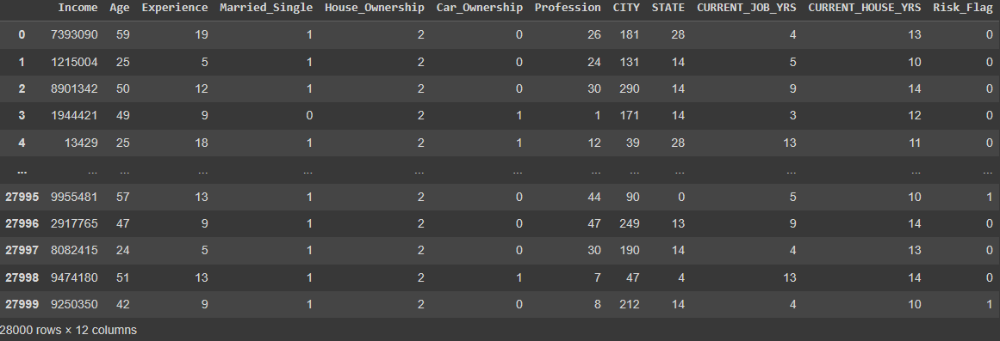 Income Age Experience Married_Single House_Ownership Car_Ownership Profession CITY STATE CURRENT_JOB_YRS CURRENT_HOUSE_YRS Risk_Flag
0 7393090 59 19 1 2 0 26 181 28 4 13 0
1 1215004 25 5 1 2 0 24 131 14 5 10 0
2 8901342 50 12 1 2 0 30 290 14 9 14 0
3 1944421 49 9 0 2 1 1 171 14 3 12 0
4 13429 25 18 1 2 1 12 39 28 13 11 0
... ... ... ... ... ... ... ... ... ... ... ... ...
27995 9955481 57 13 1 2 0 44 90 0 5 10 1
27996 2917765 47 9 1 2 0 47 249 13 9 14 0
27997 8082415 24 5 1 2 0 30 190 14 4 13 0
27998 9474180 51 13 1 2 1 7 47 4 13 14 0
27999 9250350 42 9 1 2 0 8 212 14 4 10 1
28000 rows × 12 columns